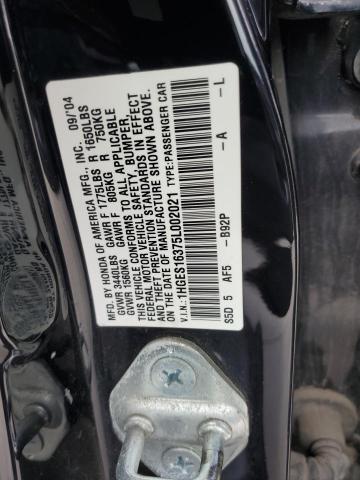 MFD. BY HONDA OF AMERICA MFG., INC. 09/04
GVWR 3440LBS GAWR F 1775LBS R 1650LBS
GVWR 1560KG GAWR F 805KG R 750KG
THIS VEHICLE CONFORMS TO ALL APPLICABLE
FEDERAL MOTOR VEHICLE SAFETY, BUMPER,
AND THEFT PREVENTION STANDARDS IN EFFECT
ON THE DATE OF MANUFACTURE SHOWN ABOVE.
V.I.N.: 1HGES16375L002021 TYPE:PASSENGER CAR
S5D 5 AF5 -B92P -A -L